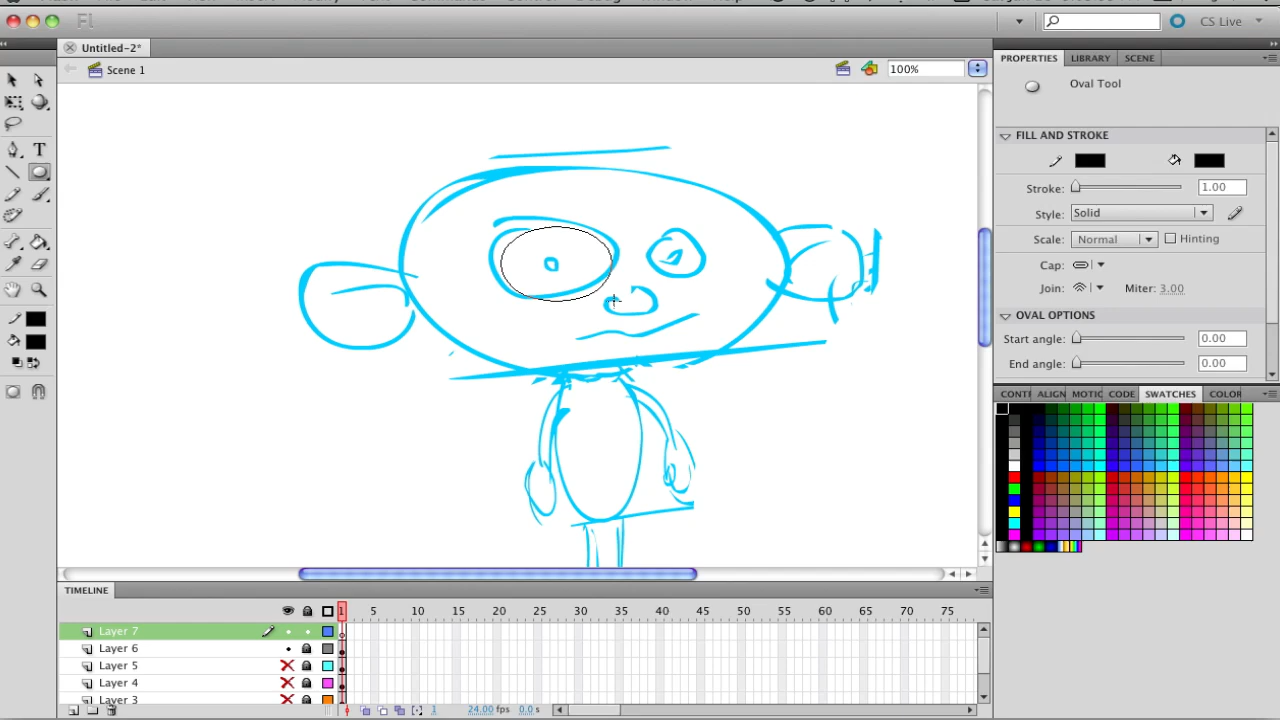 Fl
CS Live
Untitled-2*
Scene 1
100%
PROPERTIES LIBRARY SCENE
Oval Tool
FILL AND STROKE
Stroke: 1.00
Style: Solid
Scale: Normal Hinting
Cap:
Join: Miter: 3.00
OVAL OPTIONS
Start angle: 0.00
End angle: 0.00
ALIGN CODE SWATCHES COLOR
TIMELINE
1 5 10 15 20 25 30 35 40 45 50 55 60 65 70 75
Layer 7
Layer 6
Layer 5
Layer 4
Layer 3
1 24.00 fps 0.0 s